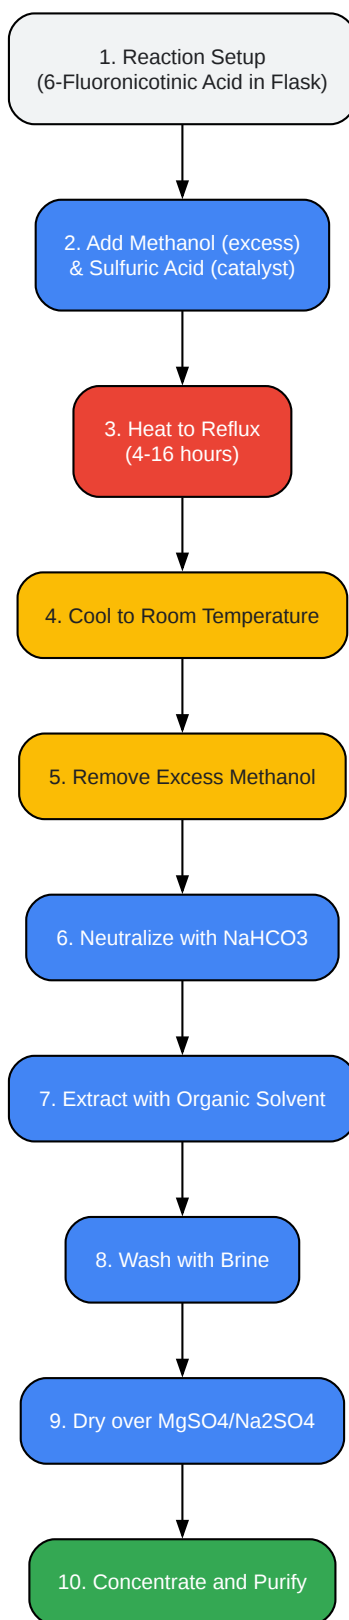 1. Reaction Setup
(6-Fluoronicotinic Acid in Flask)
2. Add Methanol (excess)
& Sulfuric Acid (catalyst)
3. Heat to Reflux
(4-16 hours)
4. Cool to Room Temperature
5. Remove Excess Methanol
6. Neutralize with NaHCO3
7. Extract with Organic Solvent
8. Wash with Brine
9. Dry over MgSO4/Na2SO4
10. Concentrate and Purify